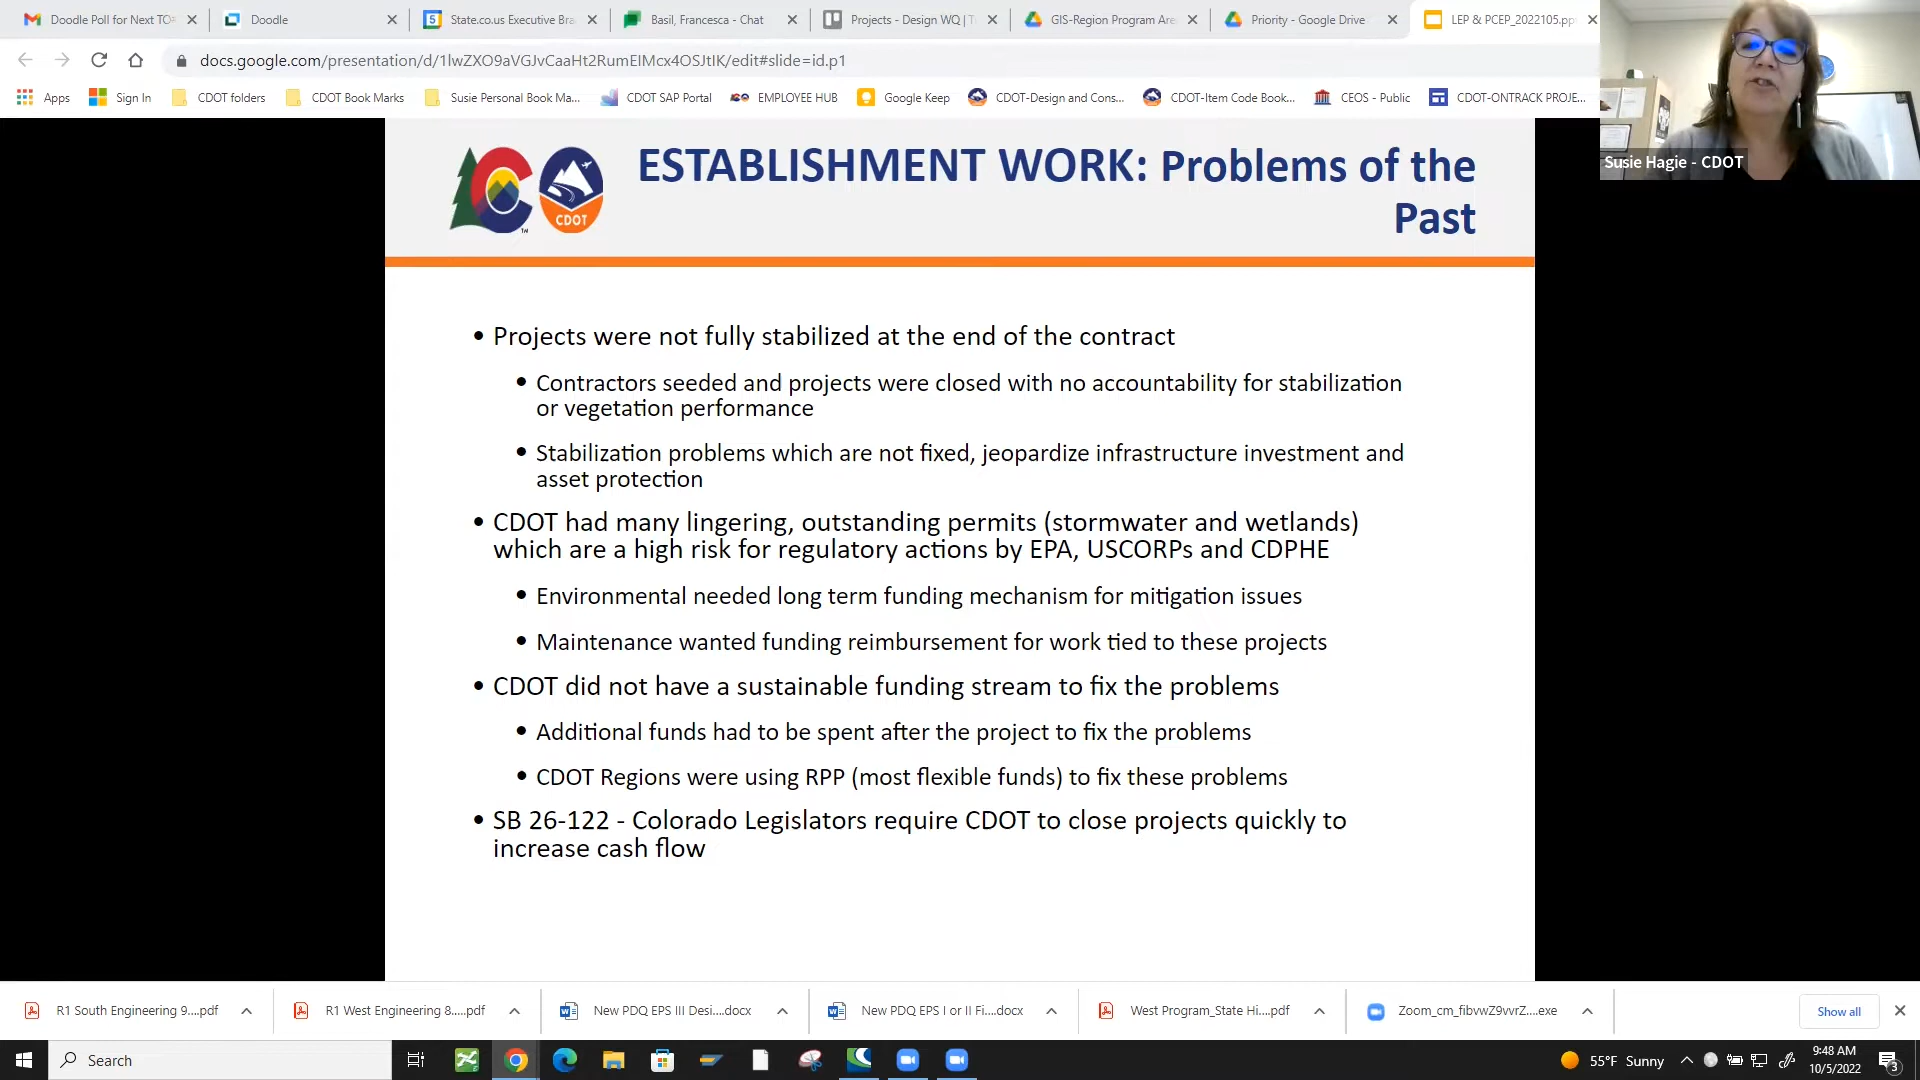 Doodle Poll for Next TO
Doodle
State.co.us Executive Bra
Basil, Francesca - Chat
Projects - Design WQ | T
GIS-Region Program Are
Priority - Google Drive
LEP & PCEP_2022105.pp
docs.google.com/presentation/d/1lwZXO9aVGJvCaaHt2RumEIMcx4OSJtIK/edit#slide=id.p1
Apps
Sign In
CDOT folders
CDOT Book Marks
Susie Personal Book Ma...
CDOT SAP Portal
EMPLOYEE HUB
Google Keep
CDOT-Design and Cons...
CDOT-Item Code Book...
CEOS - Public
CDOT-ONTRACK PROJE...
Susie Hagie - CDOT
CDOT
TM
ESTABLISHMENT WORK: Problems of the
Past
• Projects were not fully stabilized at the end of the contract
• Contractors seeded and projects were closed with no accountability for stabilization
or vegetation performance
• Stabilization problems which are not fixed, jeopardize infrastructure investment and
asset protection
• CDOT had many lingering, outstanding permits (stormwater and wetlands)
which are a high risk for regulatory actions by EPA, USCORPs and CDPHE
• Environmental needed long term funding mechanism for mitigation issues
• Maintenance wanted funding reimbursement for work tied to these projects
• CDOT did not have a sustainable funding stream to fix the problems
• Additional funds had to be spent after the project to fix the problems
• CDOT Regions were using RPP (most flexible funds) to fix these problems
• SB 26-122 - Colorado Legislators require CDOT to close projects quickly to
increase cash flow
R1 South Engineering 9....pdf
R1 West Engineering 8....pdf
New PDQ EPS III Desi....docx
New PDQ EPS I or II Fi....docx
West Program_State Hi....pdf
Zoom_cm_fibvwZ9vvrZ....exe
Show all
Search
55°F Sunny
9:48 AM
10/5/2022
3